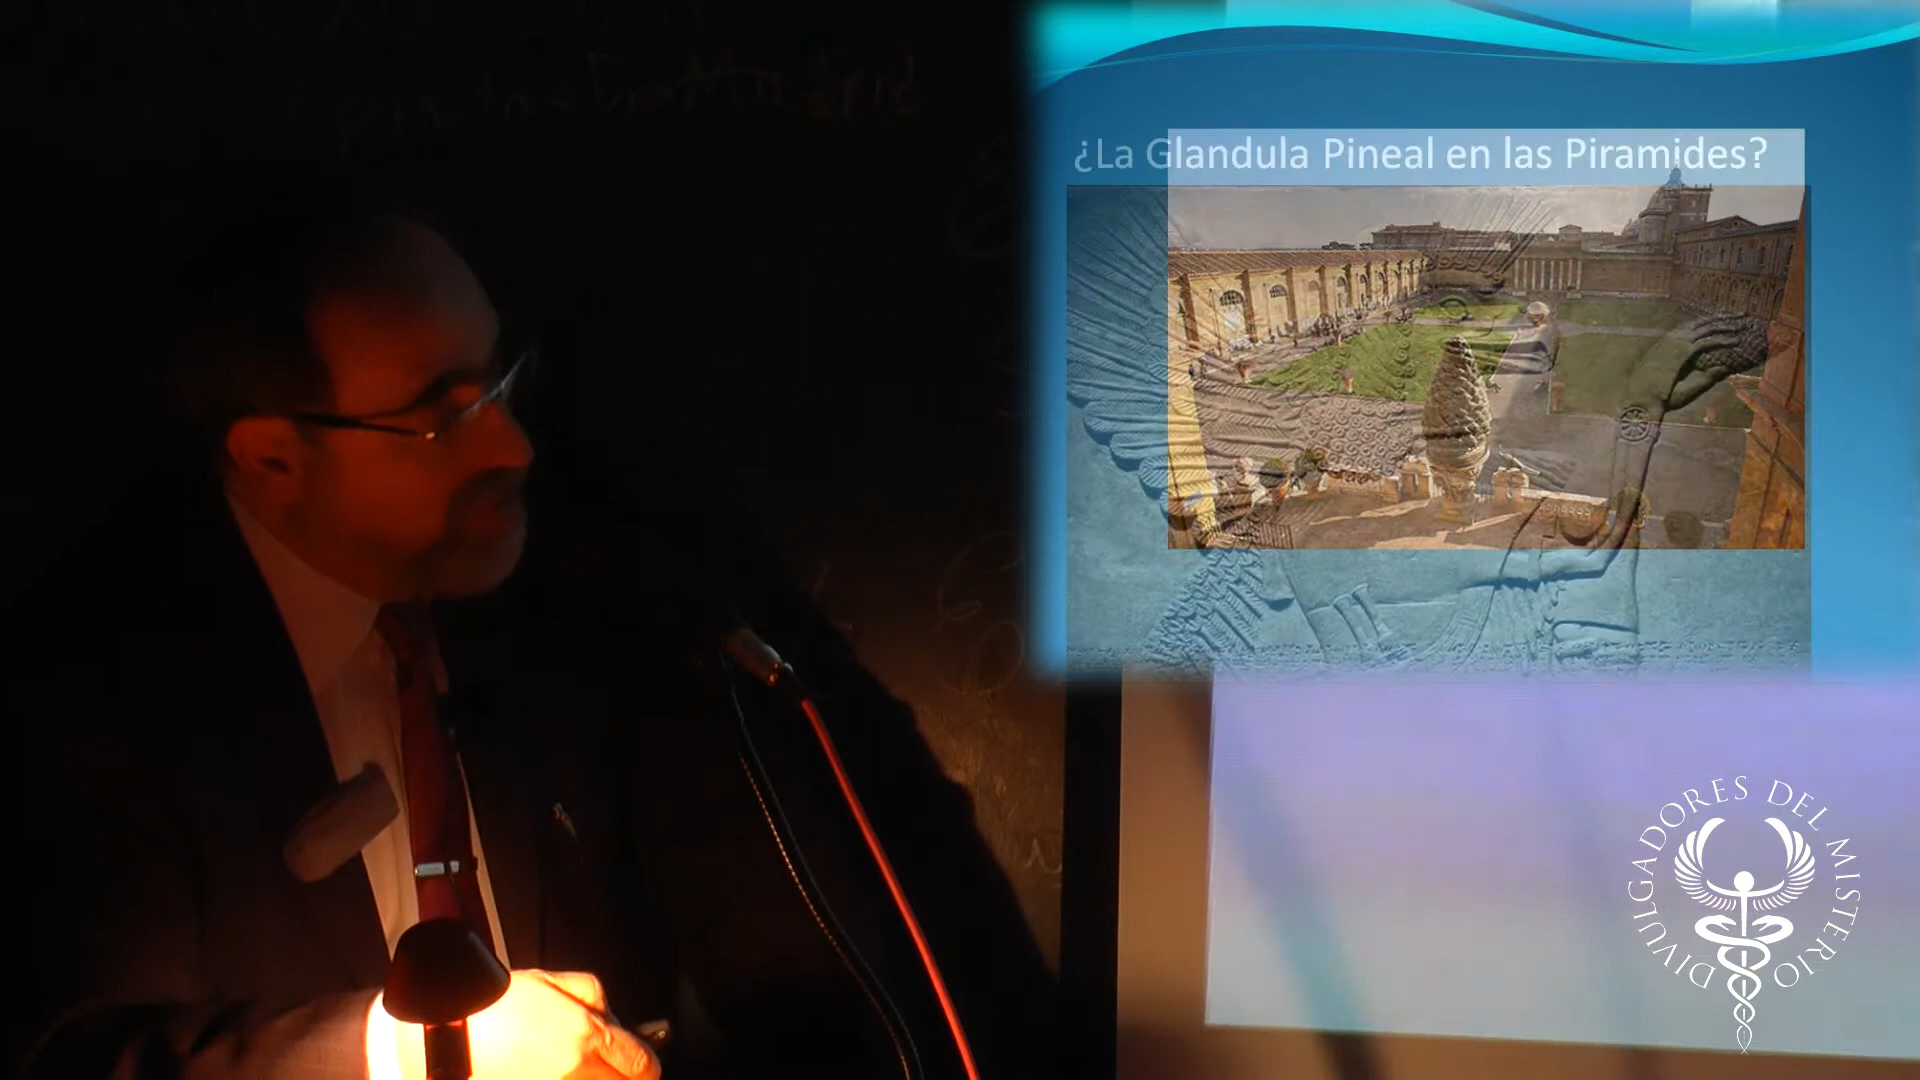 ¿La Glandula Pineal en las Piramides?
DIVULGADORES DEL MISTERIO